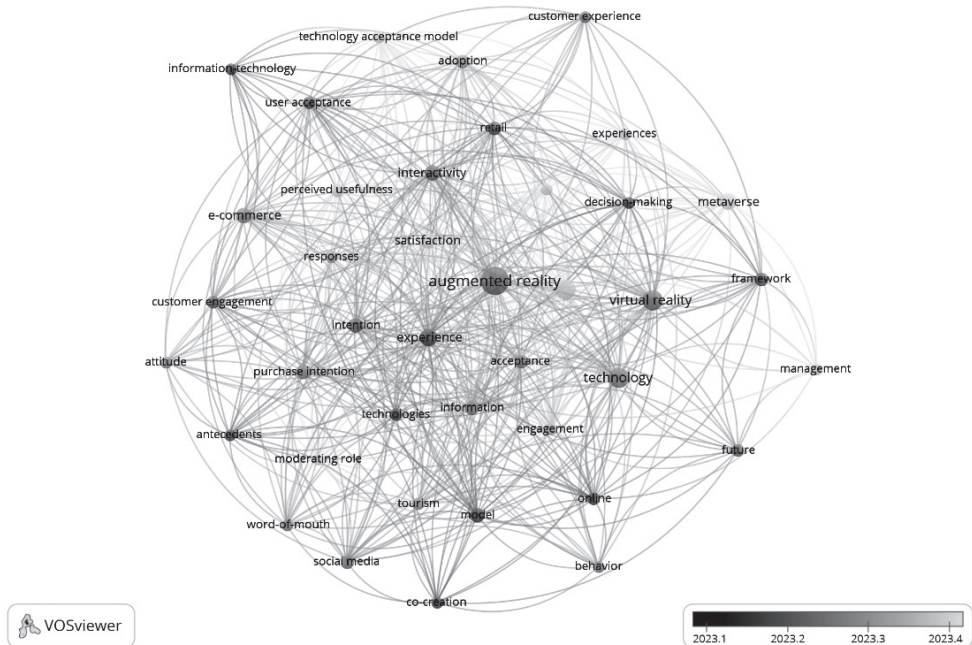 customer experience
technology acceptance model
adoption
information-technology
user acceptance
retail
experiences
interactivity
perceived usefulness
decision-making
metaverse
e-commerce
satisfaction
responses
augmented reality
framework
virtual reality
customer engagement
intention
experience
attitude
acceptance
purchase intention
management
technology
technologies
information
engagement
antecedents
future
moderating role
online
tourism
model
word-of-mouth
social media
behavior
co-creation
VOSviewer
2023.1 2023.2 2023.3 2023.4